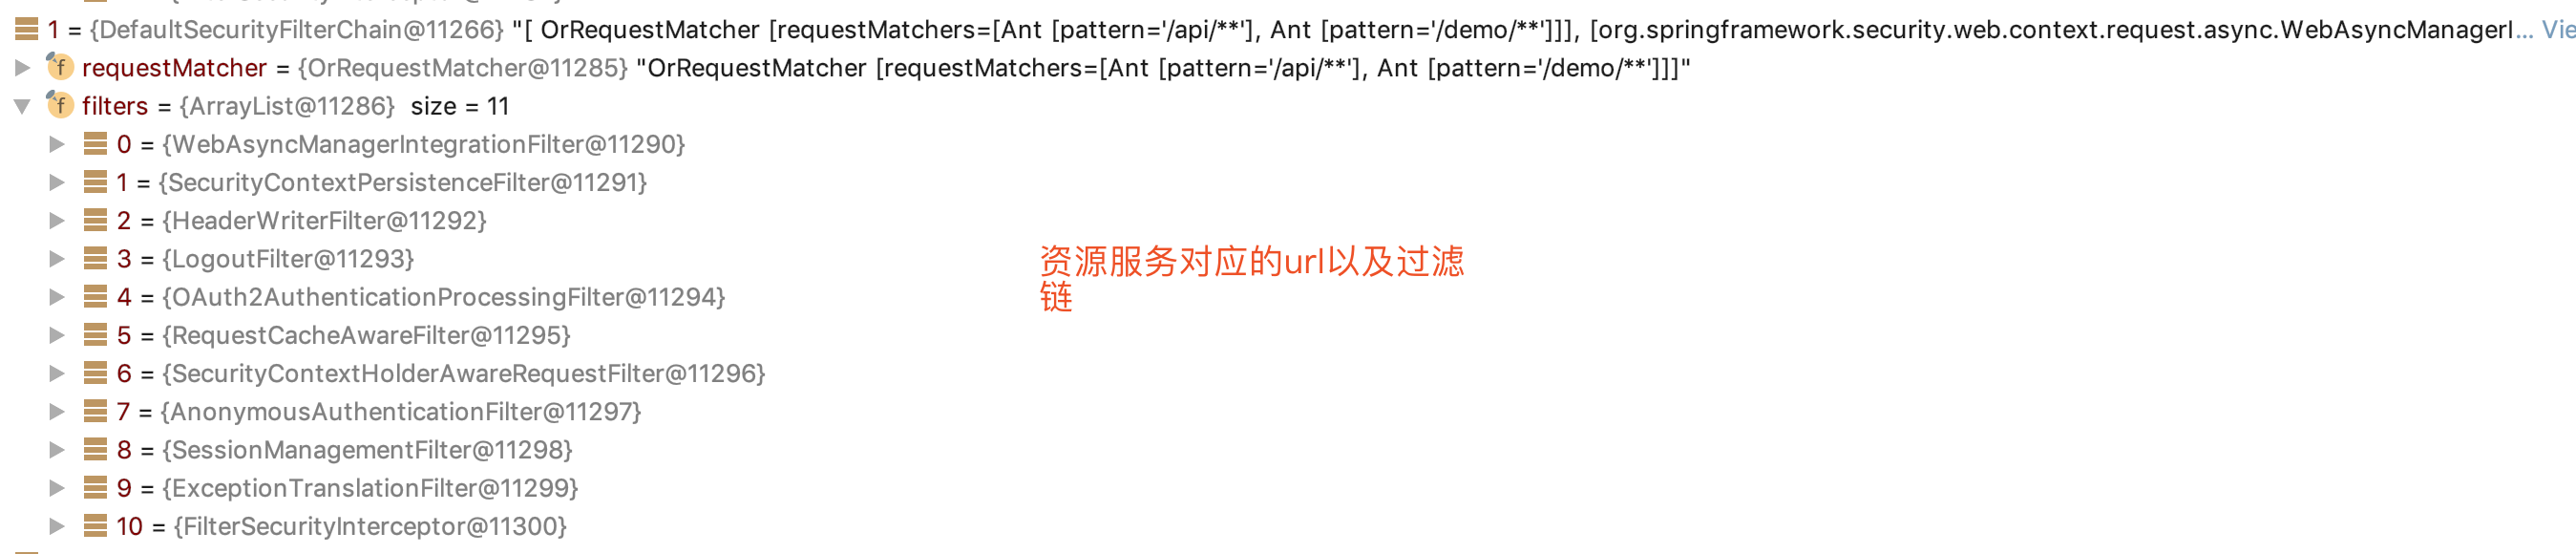 1 = {DefaultSecurityFilterChain@11266} "[ OrRequestMatcher [requestMatchers=[Ant [pattern='/api/**'], Ant [pattern='/demo/**']]], [org.springframework.security.web.context.request.async.WebAsyncManagerI... Vie
f requestMatcher = {OrRequestMatcher@11285} "OrRequestMatcher [requestMatchers=[Ant [pattern='/api/**'], Ant [pattern='/demo/**']]]"
f filters = {ArrayList@11286} size = 11
0 = {WebAsyncManagerIntegrationFilter@11290}
1 = {SecurityContextPersistenceFilter@11291}
2 = {HeaderWriterFilter@11292}
3 = {LogoutFilter@11293}
4 = {OAuth2AuthenticationProcessingFilter@11294}
5 = {RequestCacheAwareFilter@11295}
6 = {SecurityContextHolderAwareRequestFilter@11296}
7 = {AnonymousAuthenticationFilter@11297}
8 = {SessionManagementFilter@11298}
9 = {ExceptionTranslationFilter@11299}
10 = {FilterSecurityInterceptor@11300}
资源服务对应的url以及过滤
链